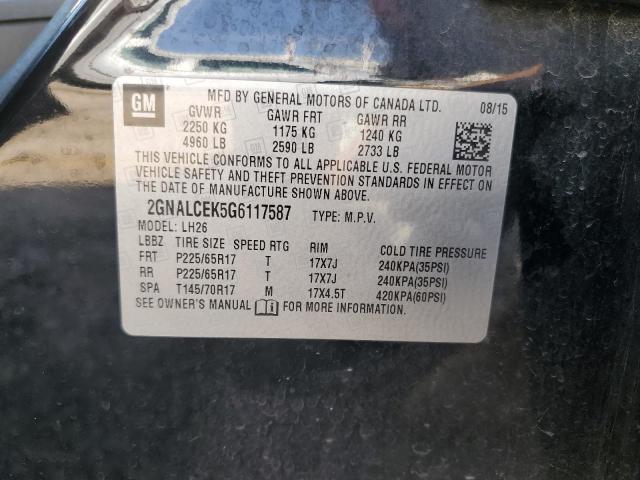 GM
MFD BY GENERAL MOTORS OF CANADA LTD. 08/15
GVWR GAWR FRT GAWR RR
2250 KG 1175 KG 1240 KG
4960 LB 2590 LB 2733 LB
THIS VEHICLE CONFORMS TO ALL APPLICABLE U.S. FEDERAL MOTOR
VEHICLE SAFETY AND THEFT PREVENTION STANDARDS IN EFFECT ON
THE DATE OF MANUFACTURE SHOWN ABOVE.
2GNALCEK5G6117587 TYPE: M.P.V.
MODEL: LH26
LBBZ TIRE SIZE SPEED RTG RIM COLD TIRE PRESSURE
FRT P225/65R17 T 17X7J 240KPA(35PSI)
RR P225/65R17 T 17X7J 240KPA(35PSI)
SPA T145/70R17 M 17X4.5T 420KPA(60PSI)
SEE OWNER'S MANUAL FOR MORE INFORMATION.